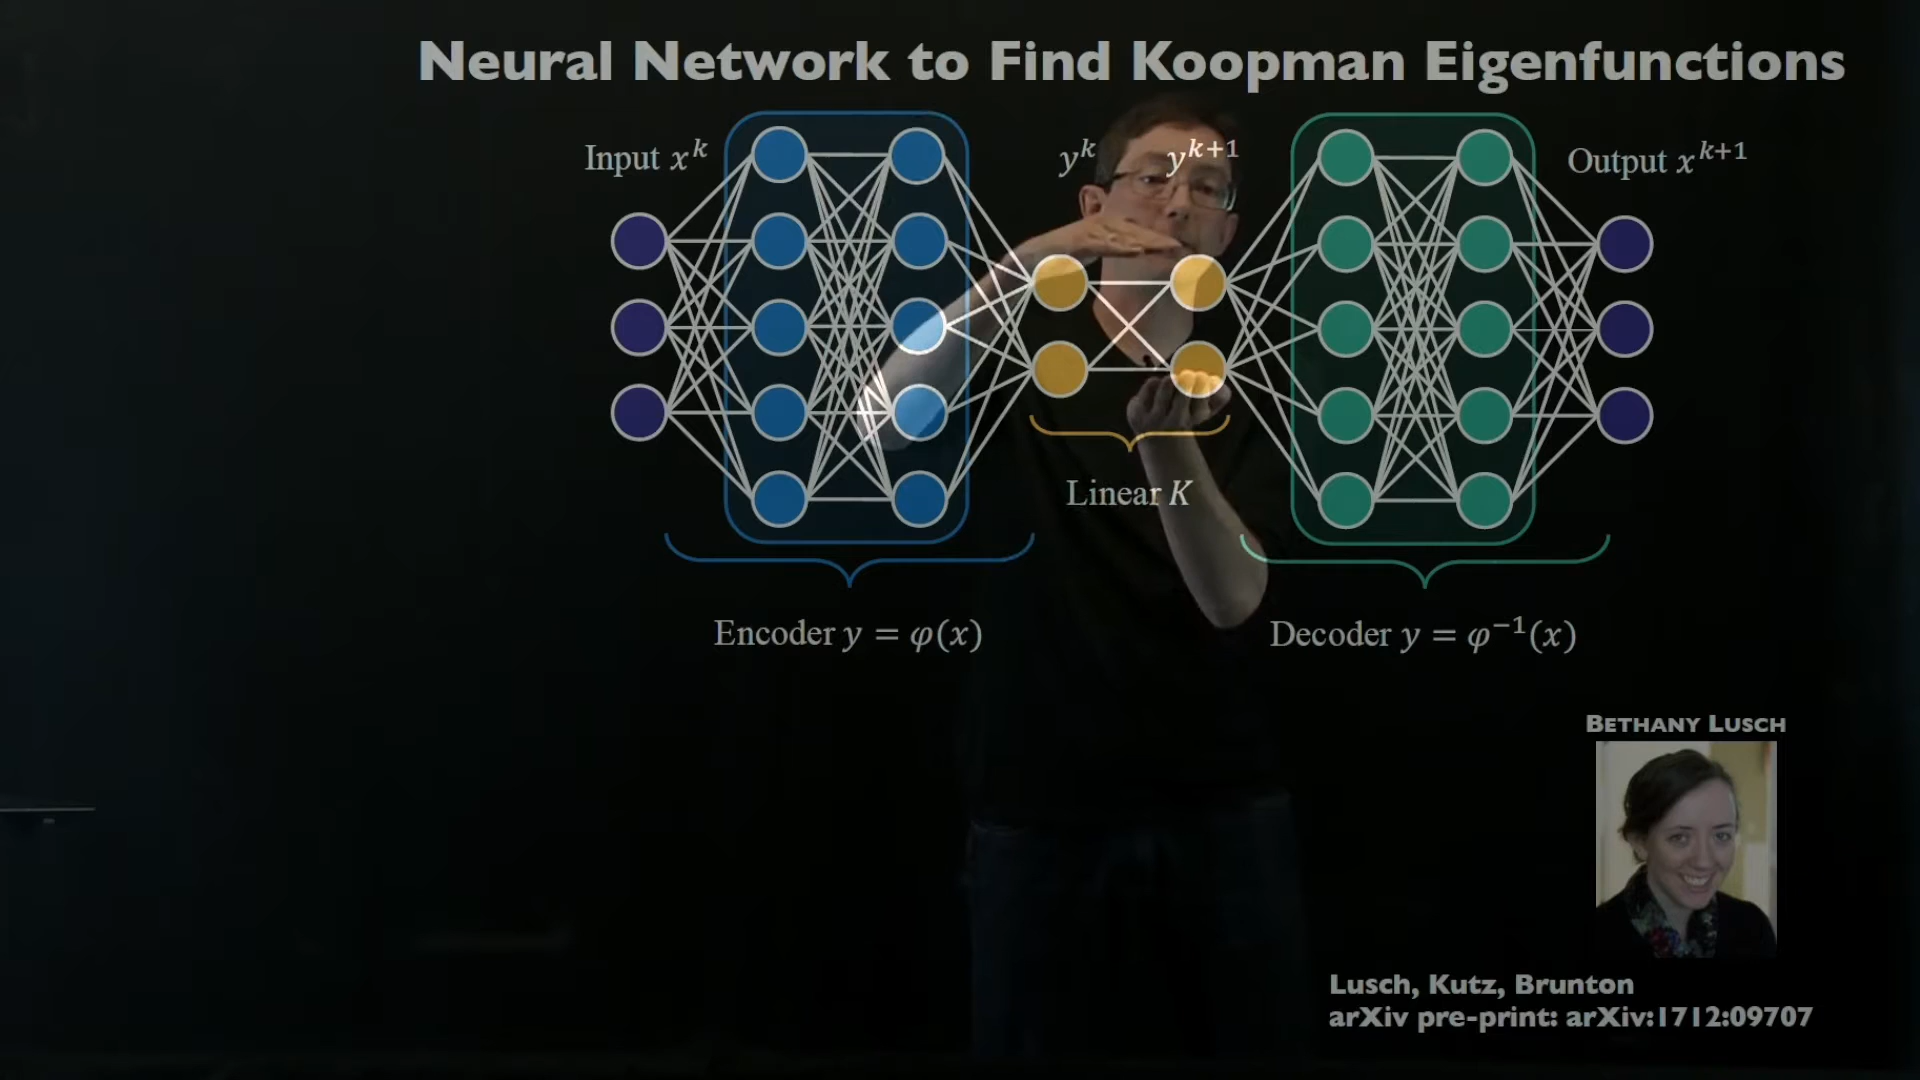 Neural Network to Find Koopman Eigenfunctions
Input x^k
y^k
y^{k+1}
Output x^{k+1}
Linear K
Encoder y = φ(x)
Decoder y = φ^{-1}(x)
BETHANY LUSCH
Lusch, Kutz, Brunton
arXiv pre-print: arXiv:1712:09707